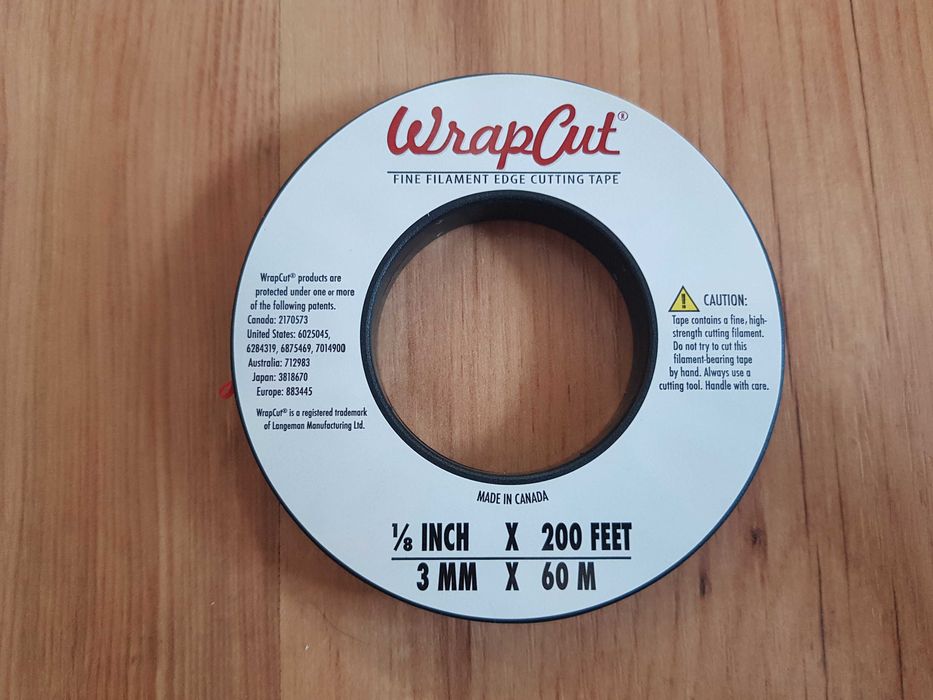 WrapCut®
FINE FILAMENT EDGE CUTTING TAPE
WrapCut® products are
protected under one or more
of the following patents.
Canada: 2170573
United States: 6025045,
6284319, 6875469, 7014900
Australia: 712983
Japan: 3818670
Europe: 883445
WrapCut® is a registered trademark
of Langeman Manufacturing Ltd.
CAUTION:
Tape contains a fine, high-
strength cutting filament.
Do not try to cut this
filament-bearing tape
by hand. Always use a
cutting tool. Handle with care.
MADE IN CANADA
⅛ INCH X 200 FEET
3 MM X 60 M